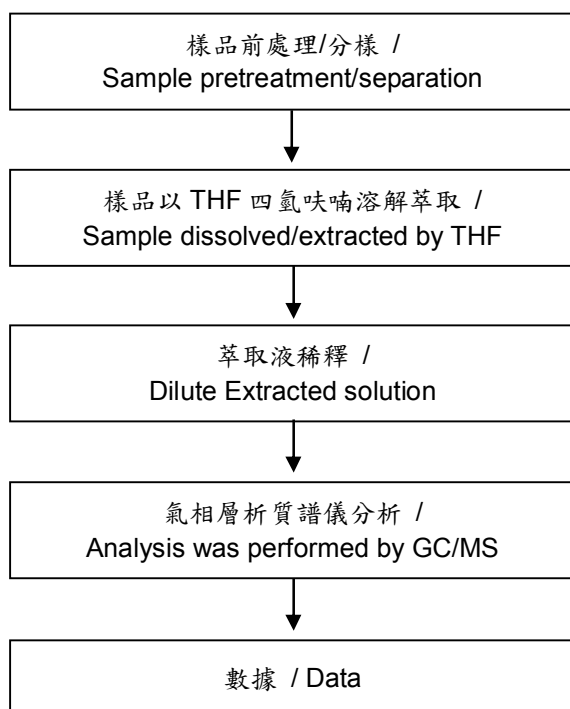 樣品前處理/分樣 /
Sample pretreatment/separation
樣品以 THF 四氫呋喃溶解萃取 /
Sample dissolved/extracted by THF
萃取液稀釋 /
Dilute Extracted solution
氣相層析質譜儀分析 /
Analysis was performed by GC/MS
數據 / Data